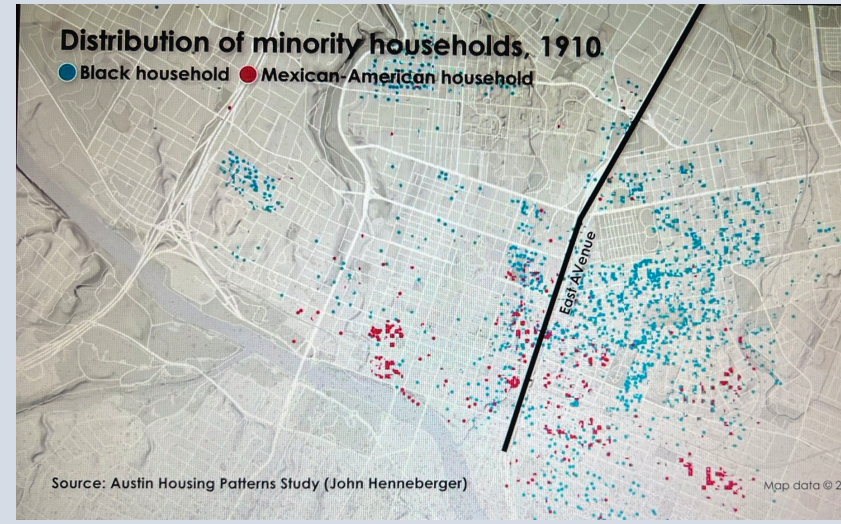 Distribution of minority households, 1910
Black household Mexican-American household
East AVenue
Source: Austin Housing Patterns Study (John Henneberger)
Map data © 2